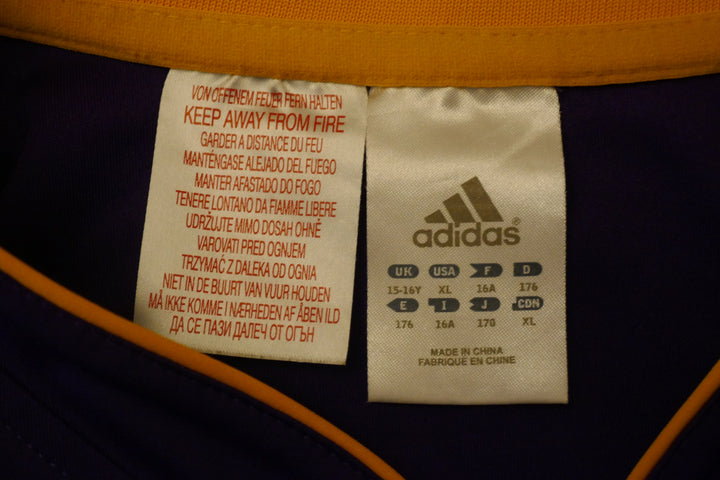 VON OFFENEM FEUER FERN HALTEN
KEEP AWAY FROM FIRE
GARDER A DISTANCE DU FEU
MANTÉNGASE ALEJADO DEL FUEGO
MANTER AFASTADO DO FOGO
TENERE LONTANO DA FIAMME LIBERE
UDRŽUJTE MIMO DOSAH OHNĚ
VAROVATI PRED OGNJEM
TRZYMAĆ Z DALEKA OD OGNIA
NIET IN DE BUURT VAN VUUR HOUDEN
MÅ IKKE KOMME I NÆRHEDEN AF ÅBEN ILD
ДА СЕ ПАЗИ ДАЛЕЧ ОТ ОГЪН
adidas®
UK USA F D
15-16Y XL 16A 176
E I J CDN
176 16A 170 XL
MADE IN CHINA
FABRIQUE EN CHINE